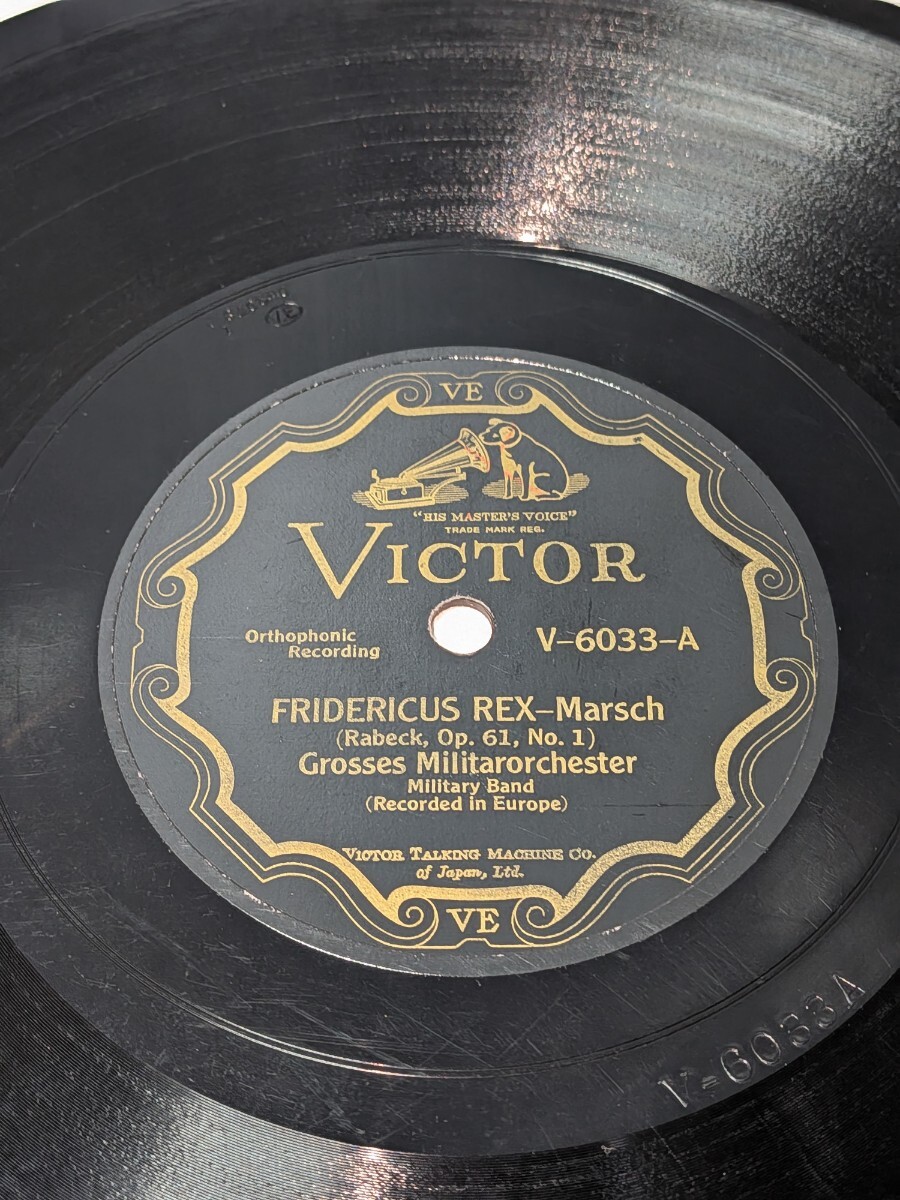 VE
"HIS MASTER'S VOICE"
TRADE MARK REG.
VICTOR
Orthophonic
Recording
V-6033-A
FRIDERICUS REX-Marsch
(Rabeck, Op. 61, No. 1)
Grosses Militarorchester
Military Band
(Recorded in Europe)
VICTOR TALKING MACHINE CO.
of Japan, Ltd.
VE
V-6033A